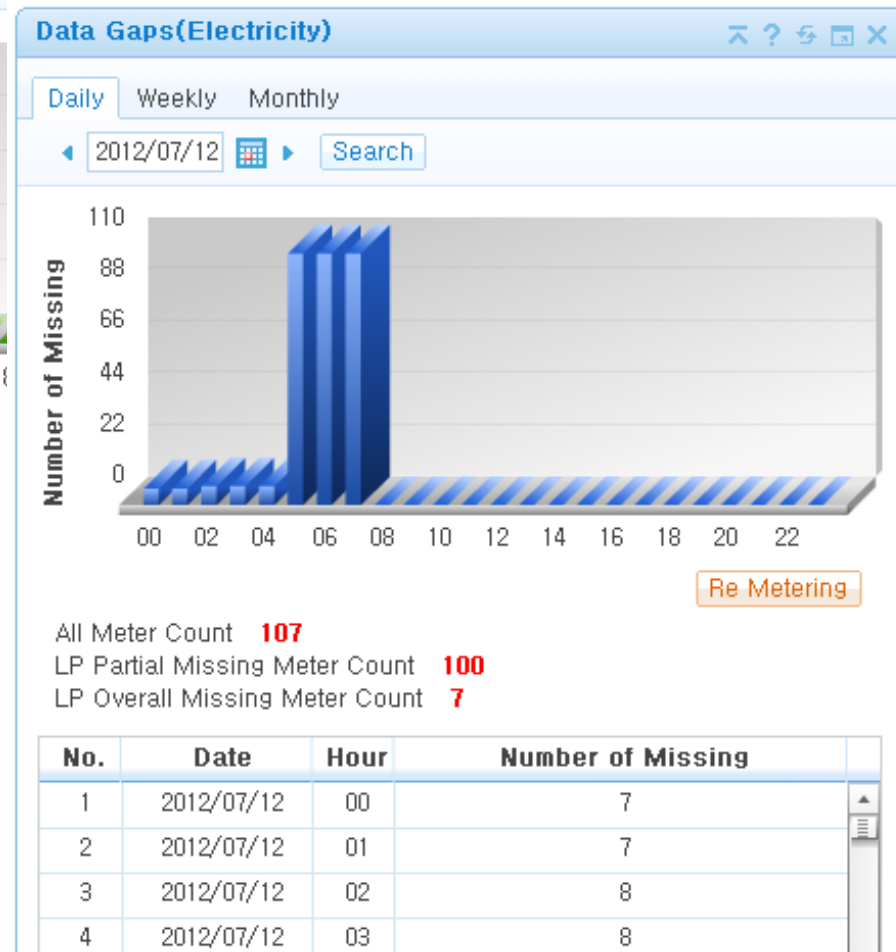 Data Gaps(Electricity)
Daily Weekly Monthly
2012/07/12 Search
110
88
66
44
22
0
Number of Missing
00 02 04 06 08 10 12 14 16 18 20 22
Re Metering
All Meter Count 107
LP Partial Missing Meter Count 100
LP Overall Missing Meter Count 7
No. Date Hour Number of Missing
1 2012/07/12 00 7
2 2012/07/12 01 7
3 2012/07/12 02 8
4 2012/07/12 03 8